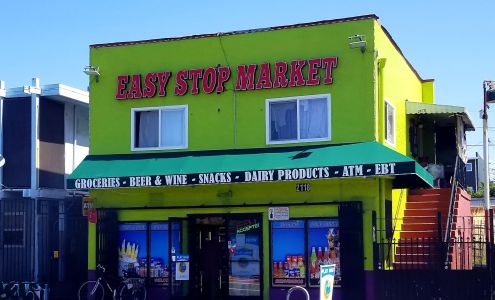 EASY STOP MARKET
GROCERIES - BEER & WINE - SNACKS - DAIRY PRODUCTS - ATM - EBT
2118